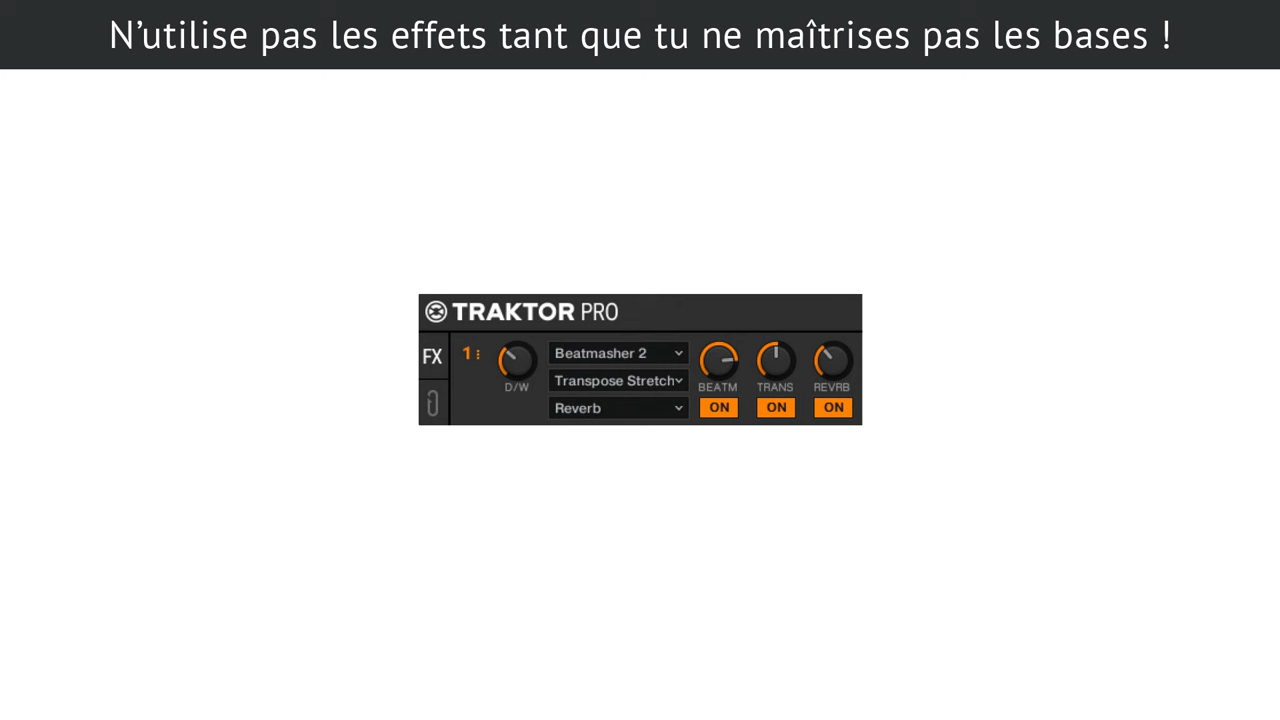 N’utilise pas les effets tant que tu ne maîtrises pas les bases !
TRAKTOR PRO
FX
1
D/W
Beatmasher 2
Transpose Stretch
Reverb
BEATM
TRANS
REVRB
ON
ON
ON